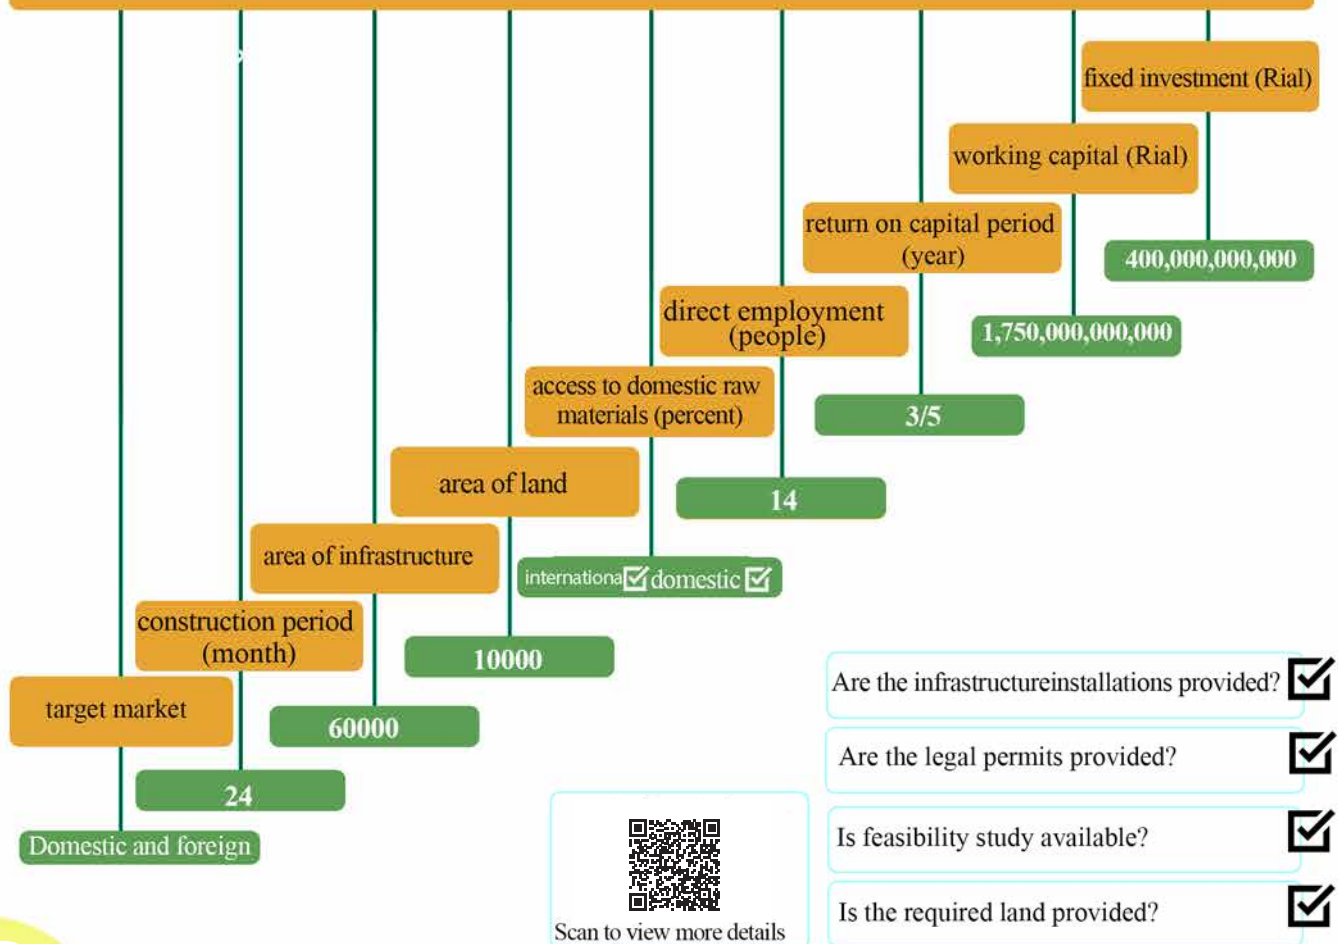 fixed investment (Rial)
400,000,000,000
working capital (Rial)
1,750,000,000,000
return on capital period
(year)
3/5
direct employment
(people)
14
access to domestic raw
materials (percent)
internationa domestic
area of land
10000
area of infrastructure
60000
construction period
(month)
24
target market
Domestic and foreign
Are the infrastructureinstallations provided?
Are the legal permits provided?
Is feasibility study available?
Is the required land provided?
Scan to view more details